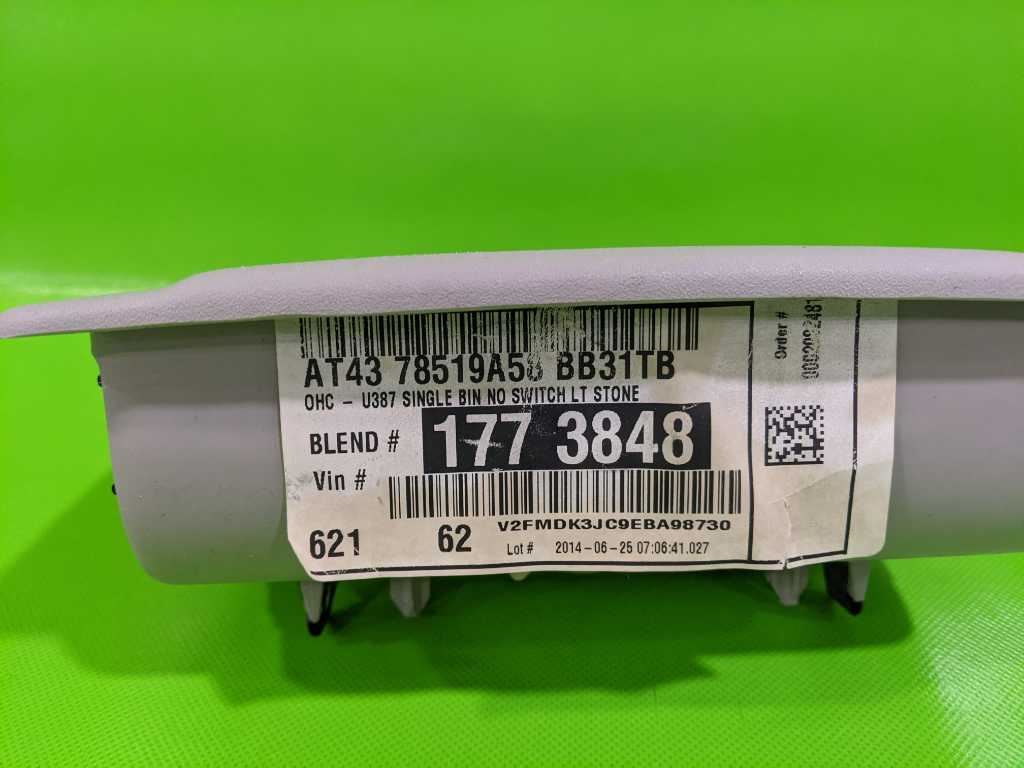 AT43 78519A58 BB31TB
OHC - U387 SINGLE BIN NO SWITCH LT STONE
BLEND # 177 3848
Vin #
V2FMDK3JC9EBA98730
621 62 Lot # 2014-06-25 07:06:41.027
Order #